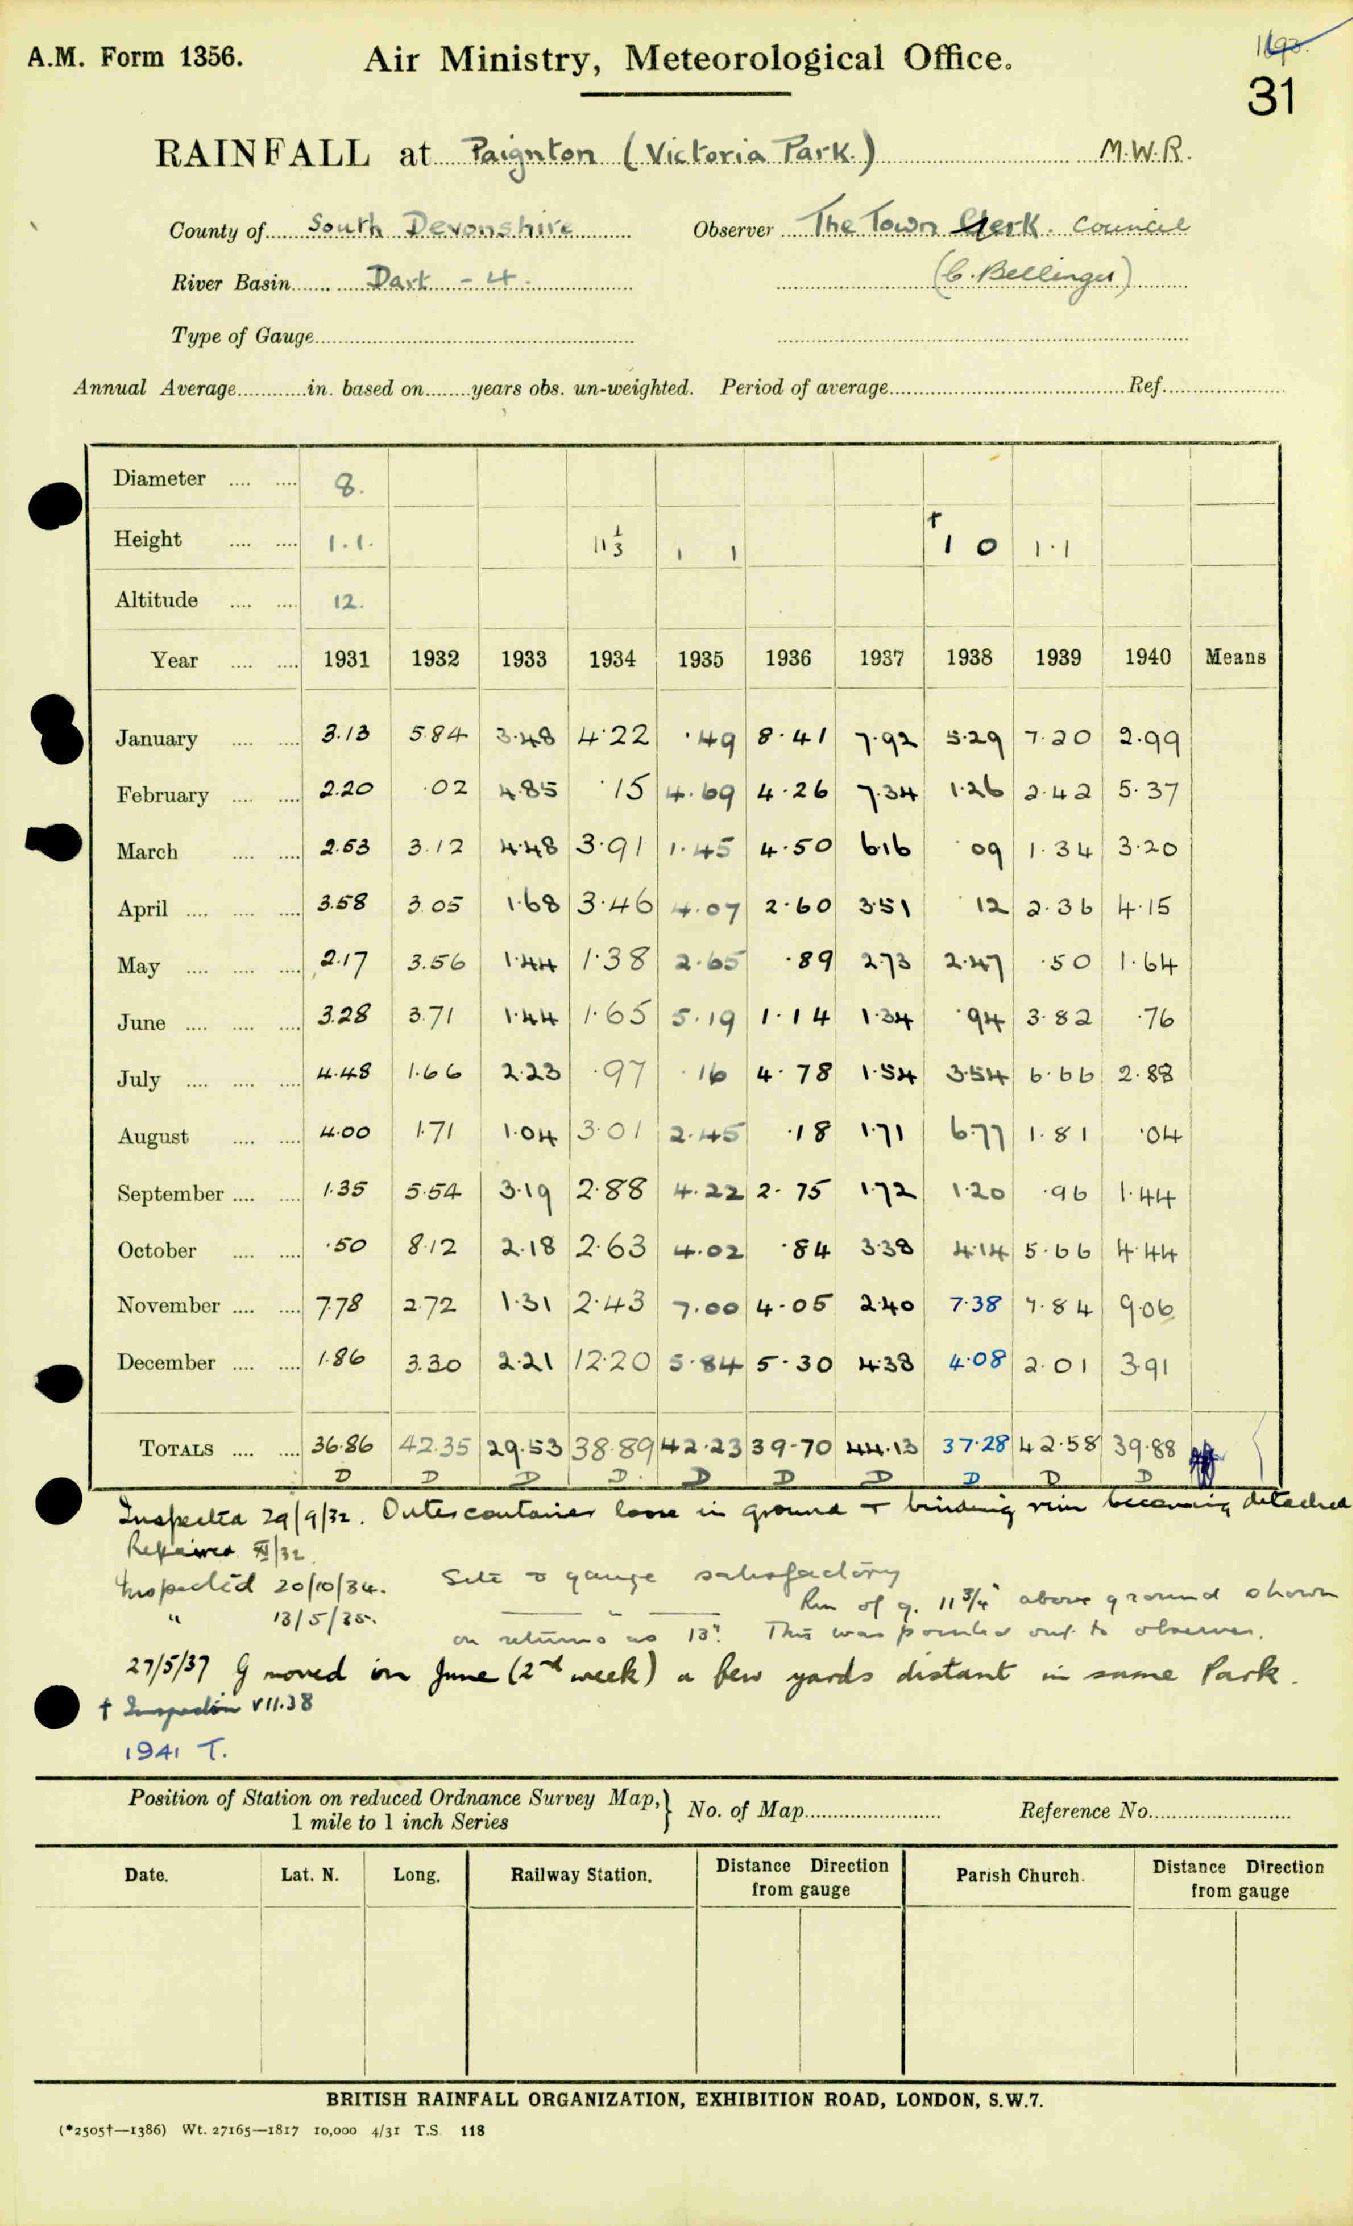 A.M. Form 1356. Air Ministry, Meteorological Office.
31
RAINFALL at Paignton (Victoria Park.) M.W.R.
County of South Devonshire Observer The Town Clerk. Council
River Basin Dart - 4. (C. Bellinger)
Type of Gauge
Annual Average in. based on years obs. un-weighted. Period of average Ref.
Diameter 8.
Height 1.1. 11 1/3 1 1 † 1 0 1.1
Altitude 12.
Year 1931 1932 1933 1934 1935 1936 1937 1938 1939 1940 Means
January 3.13 5.84 3.48 4.22 .49 8.41 7.92 5.29 7.20 2.99
February 2.20 .02 4.85 .15 4.69 4.26 7.34 1.26 2.42 5.37
March 2.53 3.12 4.48 3.91 1.45 4.50 6.16 .09 1.34 3.20
April 3.58 3.05 1.68 3.46 4.07 2.60 3.51 .12 2.36 4.15
May 2.17 3.56 1.44 1.38 2.65 .89 2.73 2.47 .50 1.64
June 3.28 3.71 1.44 1.65 5.19 1.14 1.34 .94 3.82 .76
July 4.48 1.66 2.23 .97 .16 4.78 1.54 3.54 6.66 2.88
August 4.00 1.71 1.04 3.01 2.45 .18 1.71 6.77 1.81 .04
September 1.35 5.54 3.19 2.88 4.22 2.75 1.72 1.20 .96 1.44
October .50 8.12 2.18 2.63 4.02 .84 3.38 4.14 5.66 4.44
November 7.78 2.72 1.31 2.43 7.00 4.05 2.40 7.38 7.84 9.06
December 1.86 3.30 2.21 12.20 5.84 5.30 4.38 4.08 2.01 3.91
TOTALS 36.86 42.35 29.53 38.89 42.23 39.70 44.13 37.28 42.58 39.88
D D D D. D D D D D D
Inspected 29/9/32. Outer container loose in ground + binding rim becoming detached
Repaired XI/32
Inspected 20/10/34. Site & gauge satisfactory
" 13/5/35. " Rim of g. 11 3/4" above ground shown
on returns as 13". This was pointed out to observer.
27/5/37 G moved in June (2nd week) a few yards distant in same Park.
† Inspection VII.38
1941 T.
Position of Station on reduced Ordnance Survey Map, } No. of Map Reference No.
1 mile to 1 inch Series
Date. Lat. N. Long. Railway Station. Distance Direction from gauge Parish Church. Distance Direction from gauge
BRITISH RAINFALL ORGANIZATION, EXHIBITION ROAD, LONDON, S.W.7.
(*2505†—1386) Wt. 27165—1817 10,000 4/31 T.S. 118